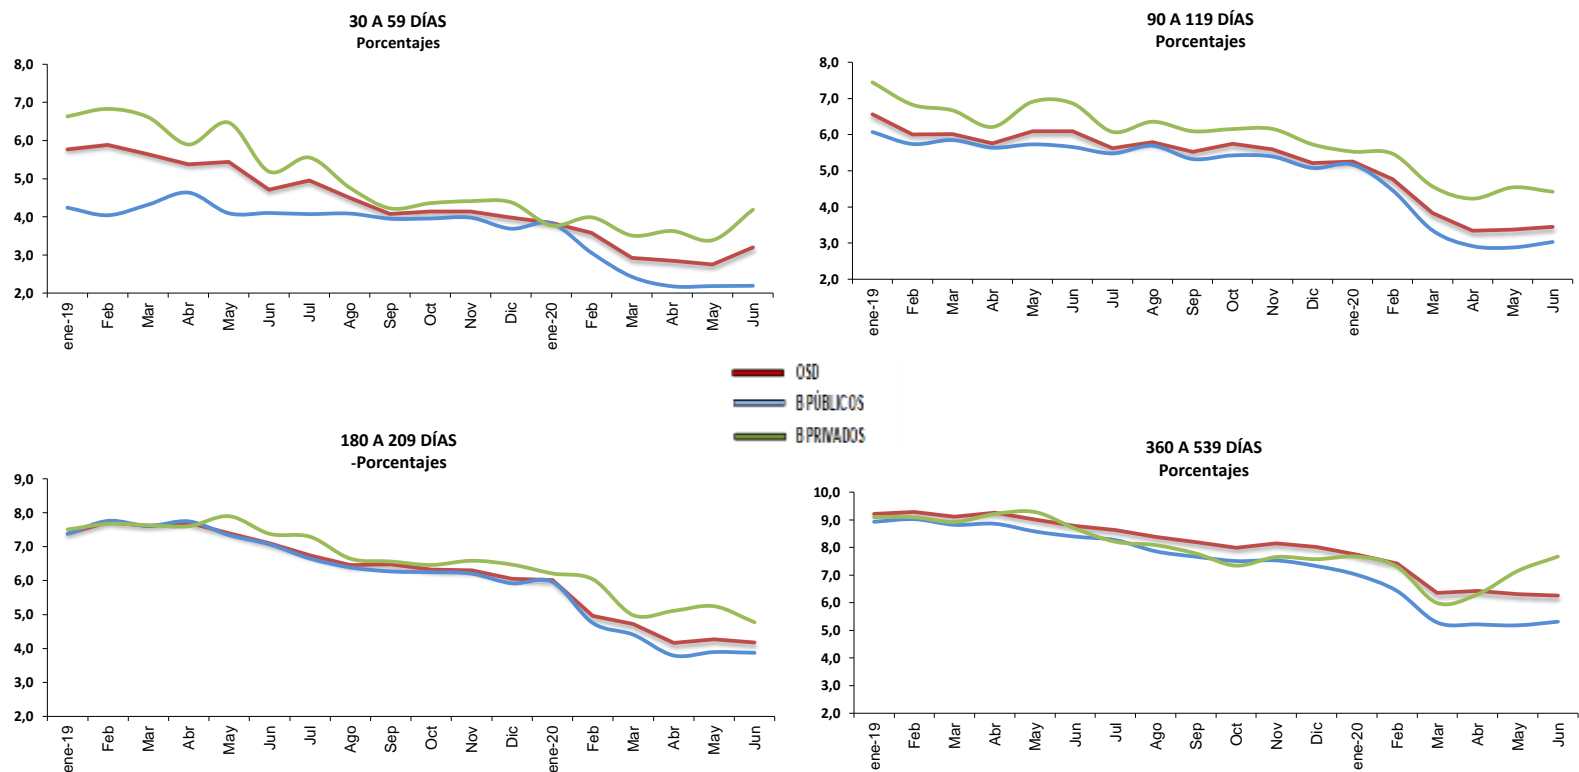 30 A 59 DÍAS
Porcentajes
8,0
7,0
6,0
5,0
4,0
3,0
2,0
ene-19
Feb
Mar
Abr
May
Jun
Jul
Ago
Sep
Oct
Nov
Dic
ene-20
Feb
Mar
Abr
May
Jun
90 A 119 DÍAS
Porcentajes
8,0
7,0
6,0
5,0
4,0
3,0
2,0
ene-19
Feb
Mar
Abr
May
Jun
Jul
Ago
Sep
Oct
Nov
Dic
ene-20
Feb
Mar
Abr
May
Jun
OSD
B PÚBLICOS
B PRIVADOS
180 A 209 DÍAS
-Porcentajes
9,0
8,0
7,0
6,0
5,0
4,0
3,0
2,0
ene-19
Feb
Mar
Abr
May
Jun
Jul
Ago
Sep
Oct
Nov
Dic
ene-20
Feb
Mar
Abr
May
Jun
360 A 539 DÍAS
Porcentajes
10,0
9,0
8,0
7,0
6,0
5,0
4,0
3,0
2,0
ene-19
Feb
Mar
Abr
May
Jun
Jul
Ago
Sep
Oct
Nov
Dic
ene-20
Feb
Mar
Abr
May
Jun